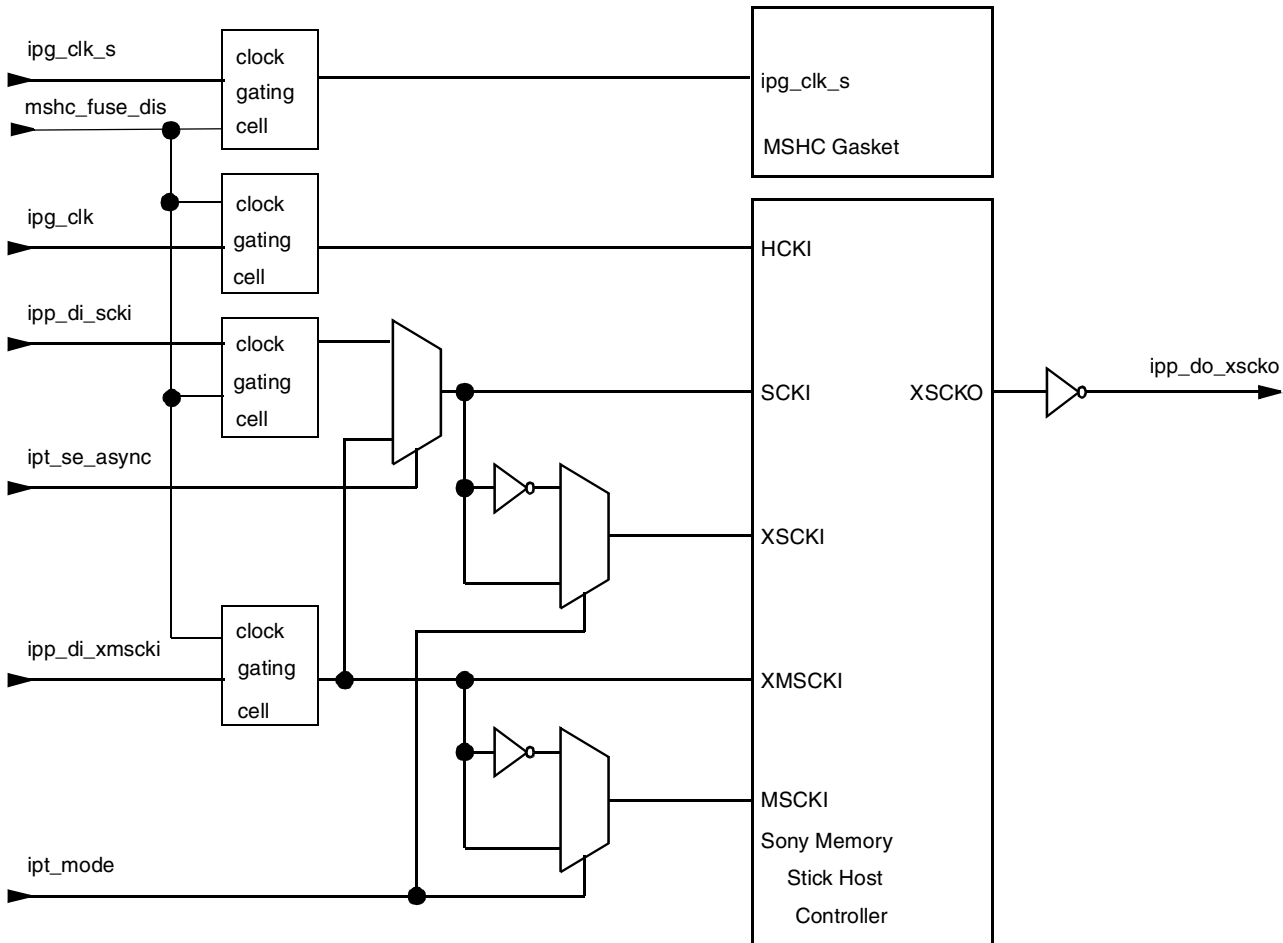 ipg_clk_s
mshc_fuse_dis
clock
gating
cell
ipg_clk_s
MSHC Gasket
ipg_clk
clock
gating
cell
HCKI
ipp_di_scki
clock
gating
cell
SCKI
XSCKO
ipp_do_xscko
ipt_se_async
XSCKI
ipp_di_xmscki
clock
gating
cell
XMSCKI
MSCKI
Sony Memory
Stick Host
Controller
ipt_mode